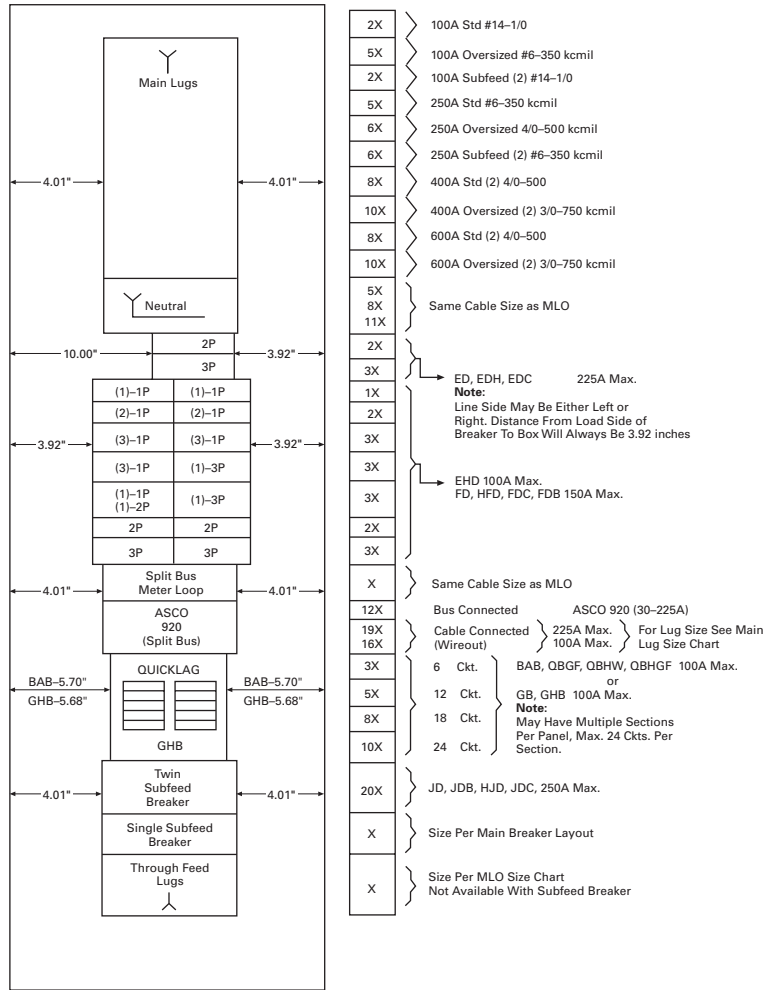 Main Lugs
4.01"
4.01"
Neutral
10.00"
2P
3P
3.92"
(1)–1P
(1)–1P
(2)–1P
(2)–1P
3.92"
(3)–1P
(3)–1P
3.92"
(3)–1P
(1)–3P
(1)–1P
(1)–2P
(1)–3P
2P
2P
3P
3P
4.01"
Split Bus
Meter Loop
4.01"
ASCO
920
(Split Bus)
BAB–5.70"
GHB–5.68"
QUICKLAG
GHB
BAB–5.70"
GHB–5.68"
4.01"
Twin
Subfeed
Breaker
4.01"
Single Subfeed
Breaker
Through Feed
Lugs
2X 100A Std #14–1/0
5X 100A Oversized #6–350 kcmil
2X 100A Subfeed (2) #14–1/0
5X 250A Std #6–350 kcmil
6X 250A Oversized 4/0–500 kcmil
6X 250A Subfeed (2) #6–350 kcmil
8X 400A Std (2) 4/0–500
10X 400A Oversized (2) 3/0–750 kcmil
8X 600A Std (2) 4/0–500
10X 600A Oversized (2) 3/0–750 kcmil
5X
8X
11X
Same Cable Size as MLO
2X
3X
ED, EDH, EDC 225A Max.
Note:
Line Side May Be Either Left or
Right. Distance From Load Side of
Breaker To Box Will Always Be 3.92 inches
1X
2X
3X
3X
3X
2X
3X
EHD 100A Max.
FD, HFD, FDC, FDB 150A Max.
X Same Cable Size as MLO
12X Bus Connected ASCO 920 (30–225A)
19X
16X
Cable Connected
(Wireout)
225A Max.
100A Max.
For Lug Size See Main
Lug Size Chart
3X 6 Ckt.
5X 12 Ckt.
8X 18 Ckt.
10X 24 Ckt.
BAB, QBGF, QBHW, QBHGF 100A Max.
or
GB, GHB 100A Max.
Note:
May Have Multiple Sections
Per Panel, Max. 24 Ckts. Per
Section.
20X JD, JDB, HJD, JDC, 250A Max.
X Size Per Main Breaker Layout
X
Size Per MLO Size Chart
Not Available With Subfeed Breaker